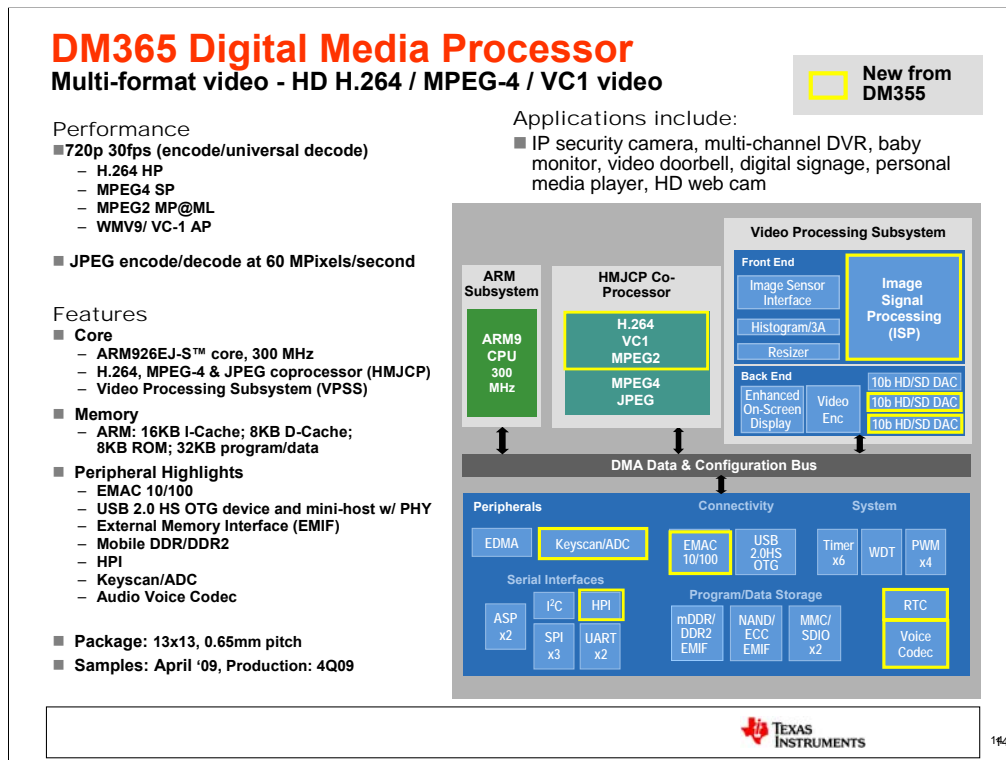 DM365 Digital Media Processor
Multi-format video - HD H.264 / MPEG-4 / VC1 video
New from
DM355
Performance
■720p 30fps (encode/universal decode)
– H.264 HP
– MPEG4 SP
– MPEG2 MP@ML
– WMV9/ VC-1 AP
■ JPEG encode/decode at 60 MPixels/second
Features
■ Core
– ARM926EJ-S™ core, 300 MHz
– H.264, MPEG-4 & JPEG coprocessor (HMJCP)
– Video Processing Subsystem (VPSS)
■ Memory
– ARM: 16KB I-Cache; 8KB D-Cache;
8KB ROM; 32KB program/data
■ Peripheral Highlights
– EMAC 10/100
– USB 2.0 HS OTG device and mini-host w/ PHY
– External Memory Interface (EMIF)
– Mobile DDR/DDR2
– HPI
– Keyscan/ADC
– Audio Voice Codec
■ Package: 13x13, 0.65mm pitch
■ Samples: April ‘09, Production: 4Q09
Applications include:
■ IP security camera, multi-channel DVR, baby
monitor, video doorbell, digital signage, personal
media player, HD web cam
ARM
Subsystem
ARM9
CPU
300
MHz
HMJCP Co-
Processor
H.264
VC1
MPEG2
MPEG4
JPEG
Video Processing Subsystem
Front End
Image Sensor
Interface
Histogram/3A
Resizer
Image
Signal
Processing
(ISP)
Back End
Enhanced
On-Screen
Display
Video
Enc
10b HD/SD DAC
10b HD/SD DAC
10b HD/SD DAC
DMA Data & Configuration Bus
Peripherals
EDMA
Keyscan/ADC
Serial Interfaces
ASP
x2
I²C
HPI
SPI
x3
UART
x2
Connectivity
EMAC
10/100
USB
2.0HS
OTG
System
Timer
x6
WDT
PWM
x4
Program/Data Storage
mDDR/
DDR2
EMIF
NAND/
ECC
EMIF
MMC/
SDIO
x2
RTC
Voice
Codec
TEXAS
INSTRUMENTS